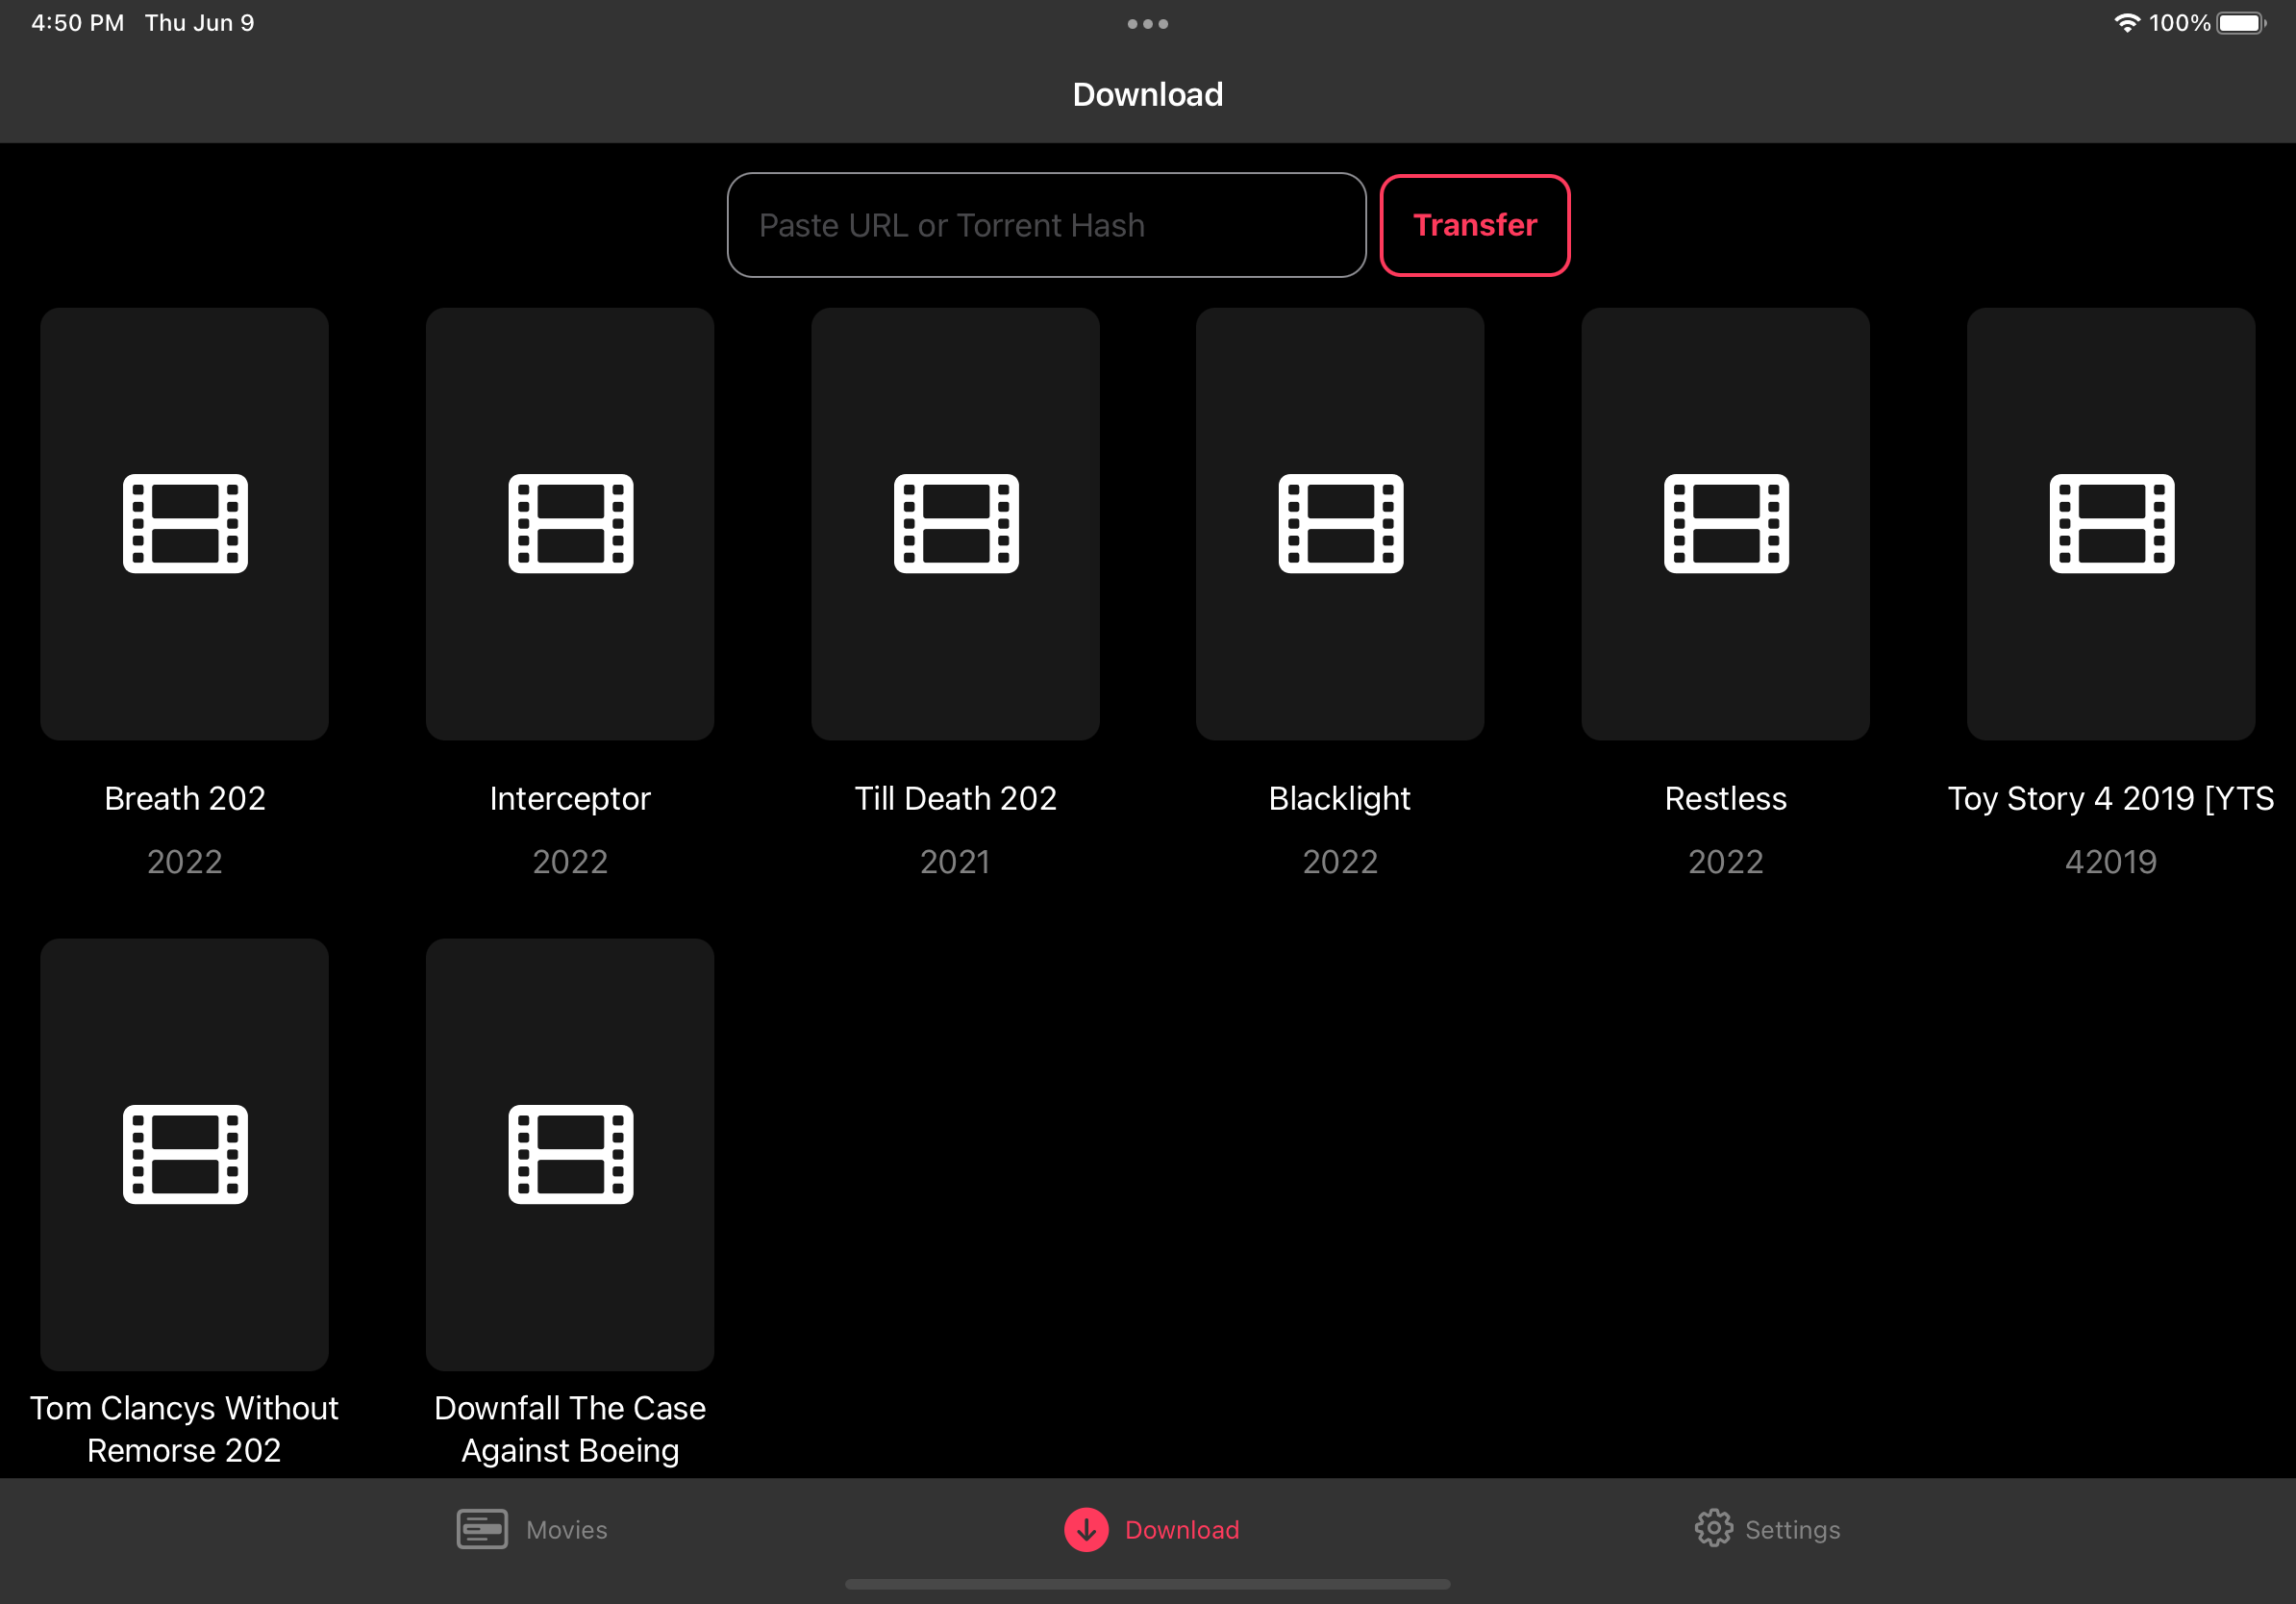 4:50 PM Thu Jun 9
100%
Download
Paste URL or Torrent Hash
Transfer
Breath 202
Interceptor
Till Death 202
Blacklight
Restless
Toy Story 4 2019 [YTS
2022
2022
2021
2022
2022
42019
Tom Clancys Without
Remorse 202
Downfall The Case
Against Boeing
Movies
Download
Settings